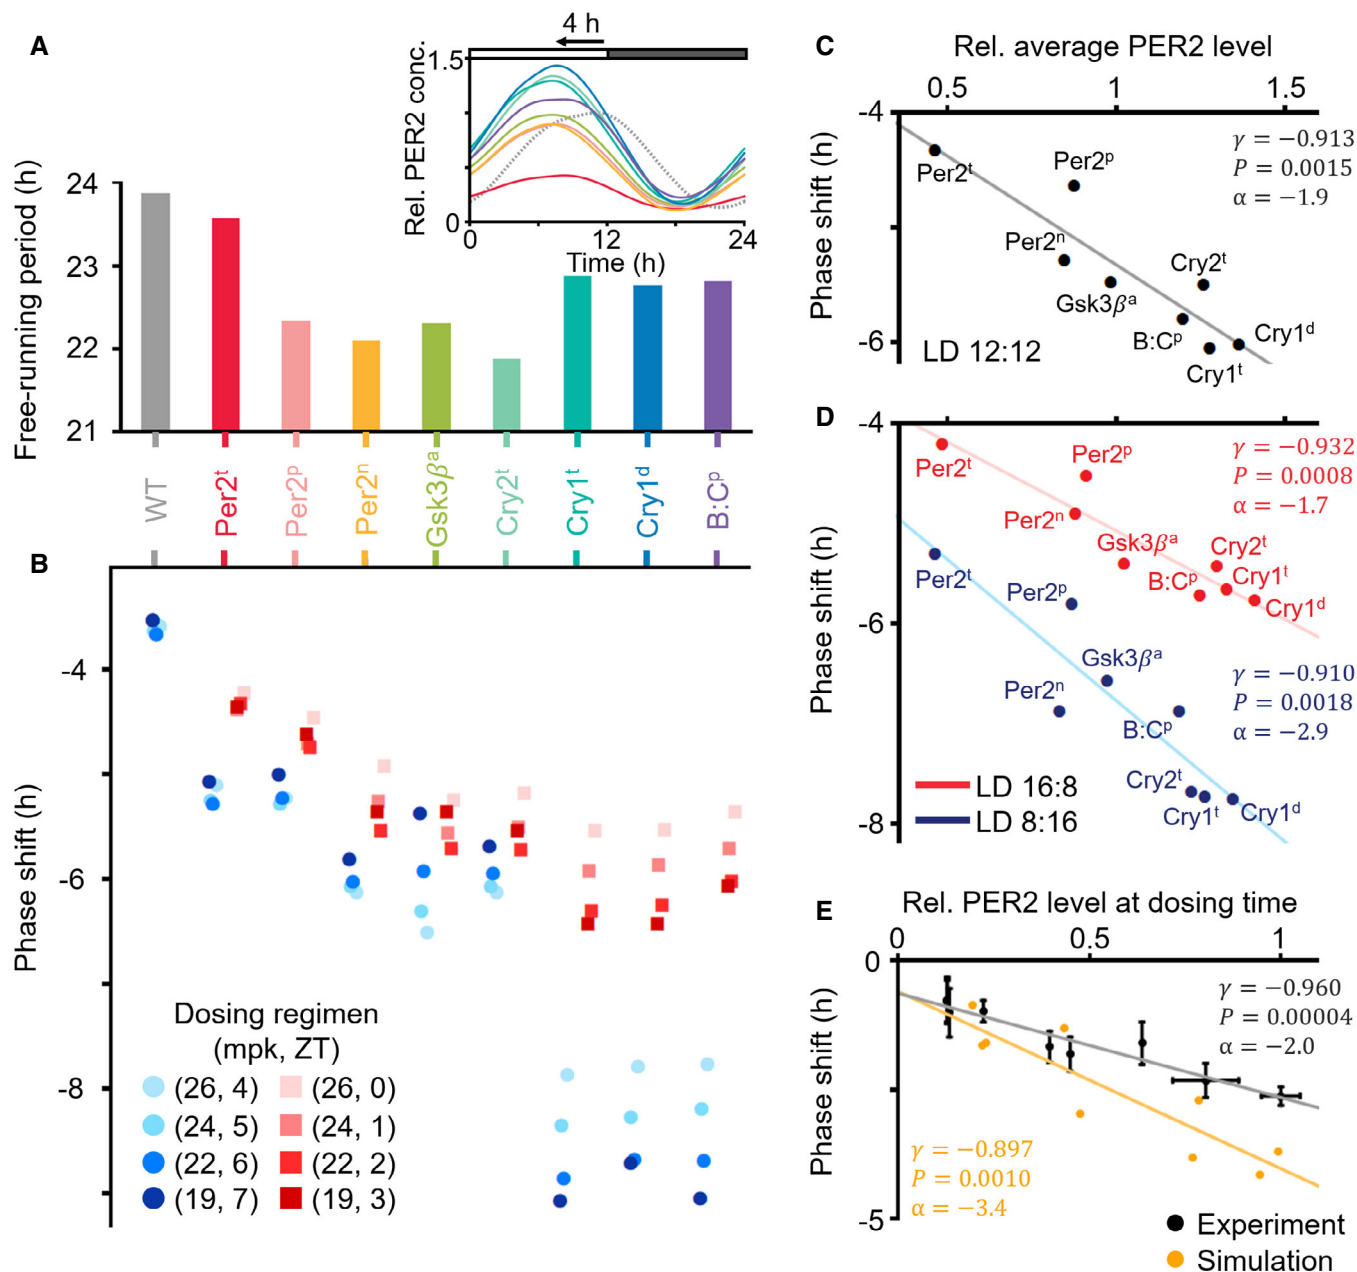 A
Free-running period (h)
24
23
22
21
4 h
Rel. PER2 conc.
1.5
0
0
12
24
Time (h)
WT
Per2ᵗ
Per2ᵖ
Per2ⁿ
Gsk3βᵃ
Cry2ᵗ
Cry1ᵗ
Cry1ᵈ
B:Cᵖ
B
Phase shift (h)
-4
-6
-8
Dosing regimen
(mpk, ZT)
(26, 4) (26, 0)
(24, 5) (24, 1)
(22, 6) (22, 2)
(19, 7) (19, 3)
C
Rel. average PER2 level
0.5 1 1.5
Phase shift (h)
-4
-6
γ = −0.913
P = 0.0015
α = −1.9
Per2ᵗ
Per2ᵖ
Per2ⁿ
Gsk3βᵃ
Cry2ᵗ
B:Cᵖ
Cry1ᵈ
Cry1ᵗ
LD 12:12
D
Phase shift (h)
-4
-6
-8
γ = −0.932
P = 0.0008
α = −1.7
Per2ᵗ
Per2ᵖ
Per2ⁿ
Gsk3βᵃ
Cry2ᵗ
B:Cᵖ
Cry1ᵗ
Cry1ᵈ
Per2ᵗ
Per2ᵖ
Gsk3βᵃ
Per2ⁿ
B:Cᵖ
Cry2ᵗ
Cry1ᵗ
Cry1ᵈ
γ = −0.910
P = 0.0018
α = −2.9
LD 16:8
LD 8:16
E
Rel. PER2 level at dosing time
0 0.5 1
Phase shift (h)
0
-5
γ = −0.960
P = 0.00004
α = −2.0
γ = −0.897
P = 0.0010
α = −3.4
Experiment
Simulation